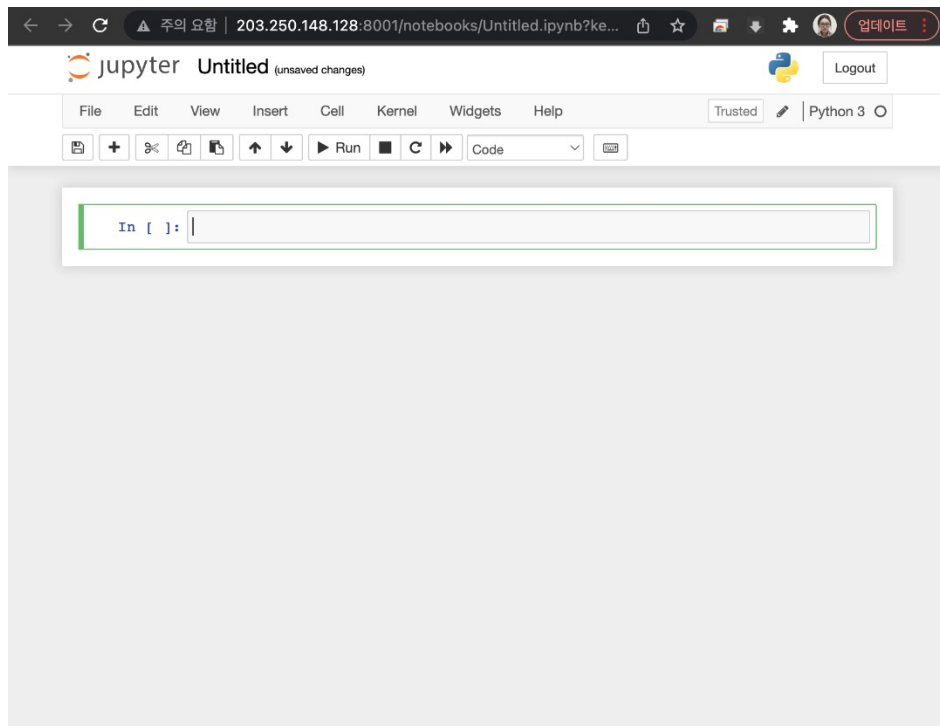 주의 요함 | 203.250.148.128:8001/notebooks/Untitled.ipynb?ke... 업데이트
jupyter Untitled (unsaved changes) Logout
File Edit View Insert Cell Kernel Widgets Help Trusted Python 3
Run Code
In [ ]: